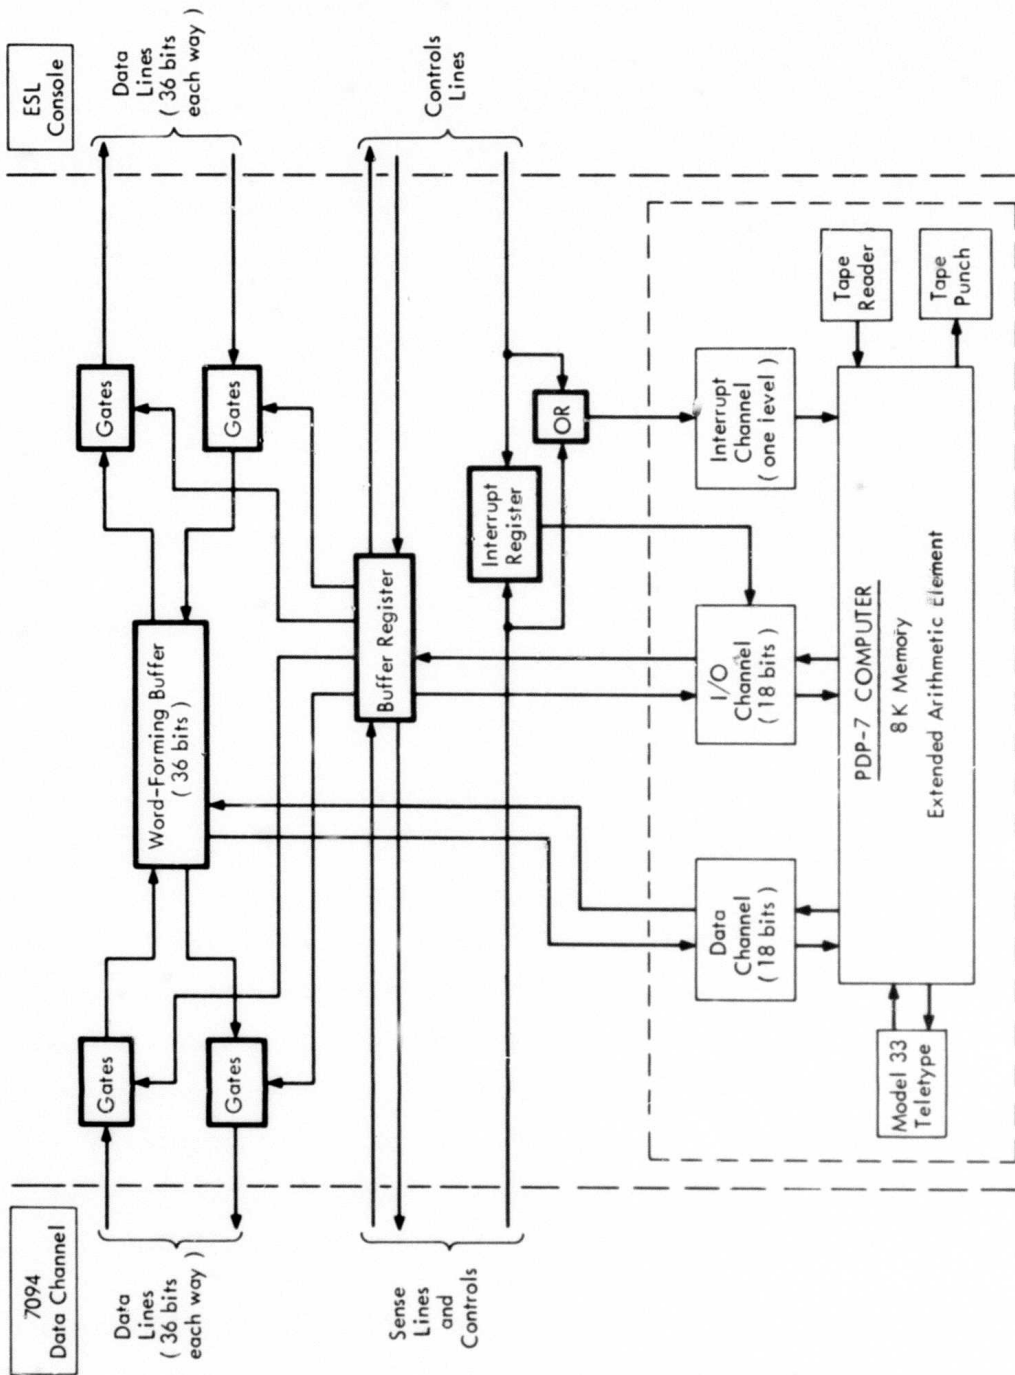 7094
Data Channel
ESL
Console
Data
Lines
( 36 bits
each way )
Gates
Gates
Word-Forming Buffer
( 36 bits )
Gates
Gates
Data
Lines
( 36 bits
each way )
Sense
Lines
and
Controls
Buffer Register
Controls
Lines
Interrupt
Register
OR
Data
Channel
( 18 bits )
I/O
Channel
( 18 bits )
Interrupt
Channel
( one level )
Model 33
Teletype
PDP-7 COMPUTER
8K Memory
Extended Arithmetic Element
Tape
Reader
Tape
Punch